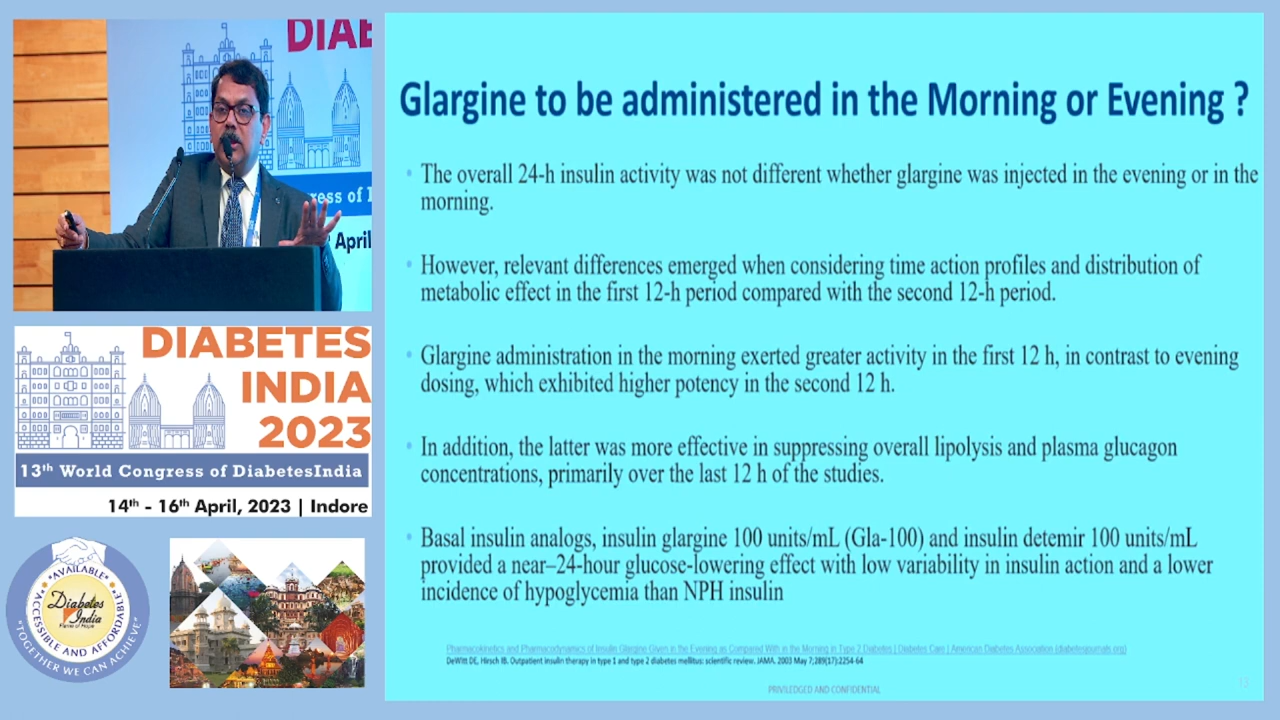 DIAB
ress of I
April
DIABETES
INDIA
2023
13th World Congress of DiabetesIndia
14th - 16th April, 2023 | Indore
"AVAILABLE"
"ACCESSIBLE AND AFFORDABLE"
Diabetes
India
"TOGETHER WE CAN ACHIEVE"
Glargine to be administered in the Morning or Evening ?
• The overall 24-h insulin activity was not different whether glargine was injected in the evening or in the
morning.
• However, relevant differences emerged when considering time action profiles and distribution of
metabolic effect in the first 12-h period compared with the second 12-h period.
• Glargine administration in the morning exerted greater activity in the first 12 h, in contrast to evening
dosing, which exhibited higher potency in the second 12 h.
• In addition, the latter was more effective in suppressing overall lipolysis and plasma glucagon
concentrations, primarily over the last 12 h of the studies.
• Basal insulin analogs, insulin glargine 100 units/mL (Gla-100) and insulin detemir 100 units/mL
provided a near–24-hour glucose-lowering effect with low variability in insulin action and a lower
incidence of hypoglycemia than NPH insulin
Pharmacokinetics and Pharmacodynamics of Insulin Glargine Given in the Evening as Compared With in the Morning in Type 2 Diabetes | Diabetes Care | American Diabetes Association (diabetesjournals.org)
DeWitt DE, Hirsch IB. Outpatient insulin therapy in type 1 and type 2 diabetes mellitus: scientific review. JAMA. 2003 May 7;289(17):2254-64
PRIVILEDGED AND CONFIDENTIAL